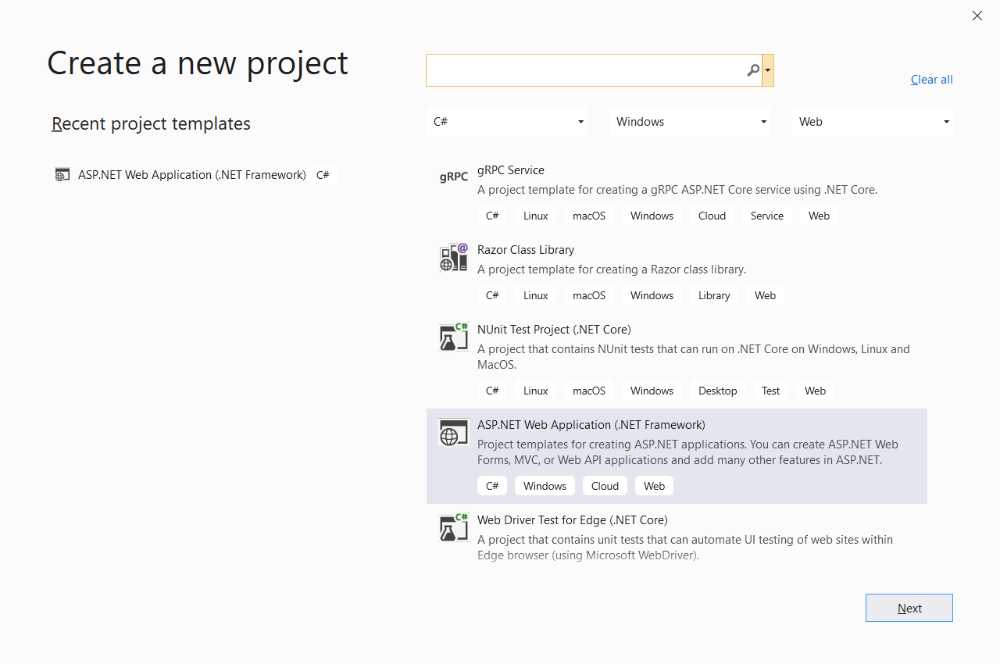 Create a new project
Clear all
Recent project templates
C#
Windows
Web
ASP.NET Web Application (.NET Framework) C#
gRPC
gRPC Service
A project template for creating a gRPC ASP.NET Core service using .NET Core.
C# Linux macOS Windows Cloud Service Web
@
Razor Class Library
A project template for creating a Razor class library.
C# Linux macOS Windows Library Web
C#
NUnit Test Project (.NET Core)
A project that contains NUnit tests that can run on .NET Core on Windows, Linux and
MacOS.
C# Linux macOS Windows Desktop Test Web
ASP.NET Web Application (.NET Framework)
Project templates for creating ASP.NET applications. You can create ASP.NET Web
Forms, MVC, or Web API applications and add many other features in ASP.NET.
C# Windows Cloud Web
C#
Web Driver Test for Edge (.NET Core)
A project that contains unit tests that can automate UI testing of web sites within
Edge browser (using Microsoft WebDriver).
Next